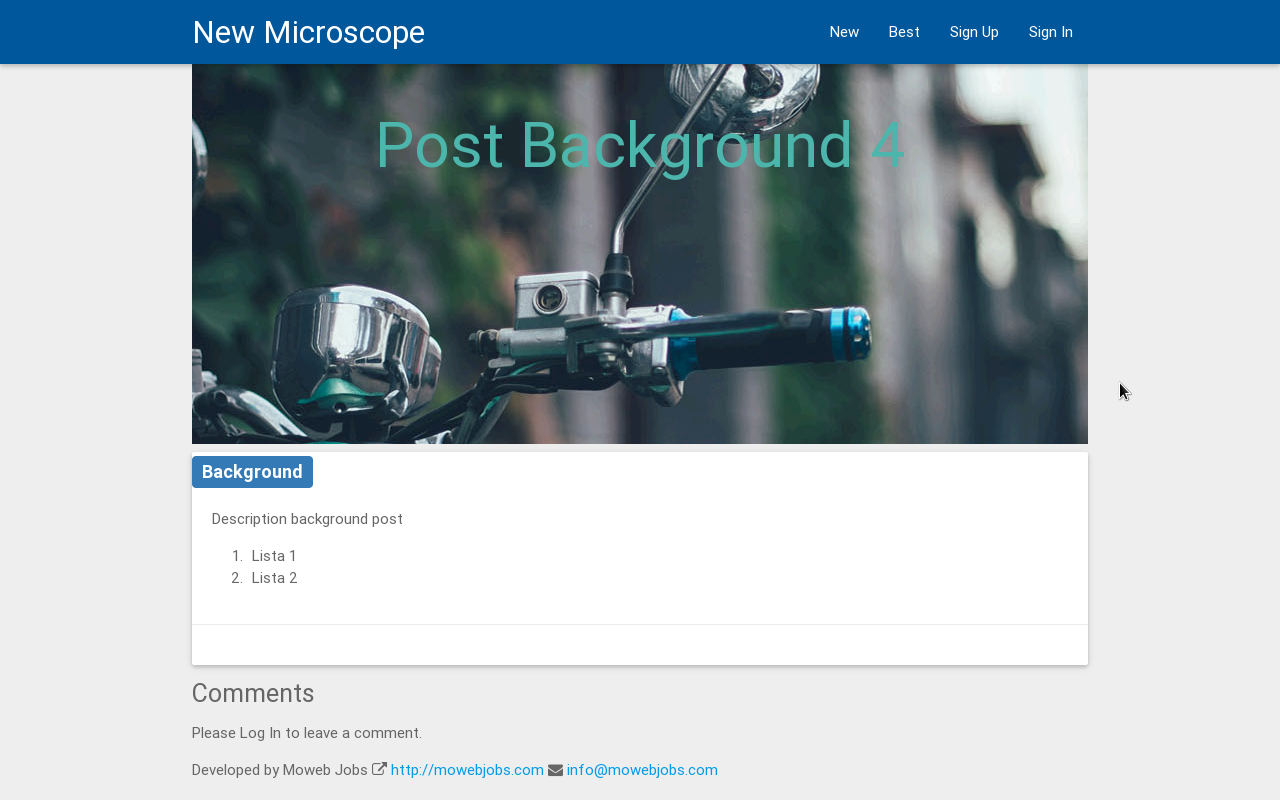 New Microscope
New Best Sign Up Sign In
Post Background 4
Background
Description background post
1. Lista 1
2. Lista 2
Comments
Please Log In to leave a comment.
Developed by Moweb Jobs http://mowebjobs.com info@mowebjobs.com